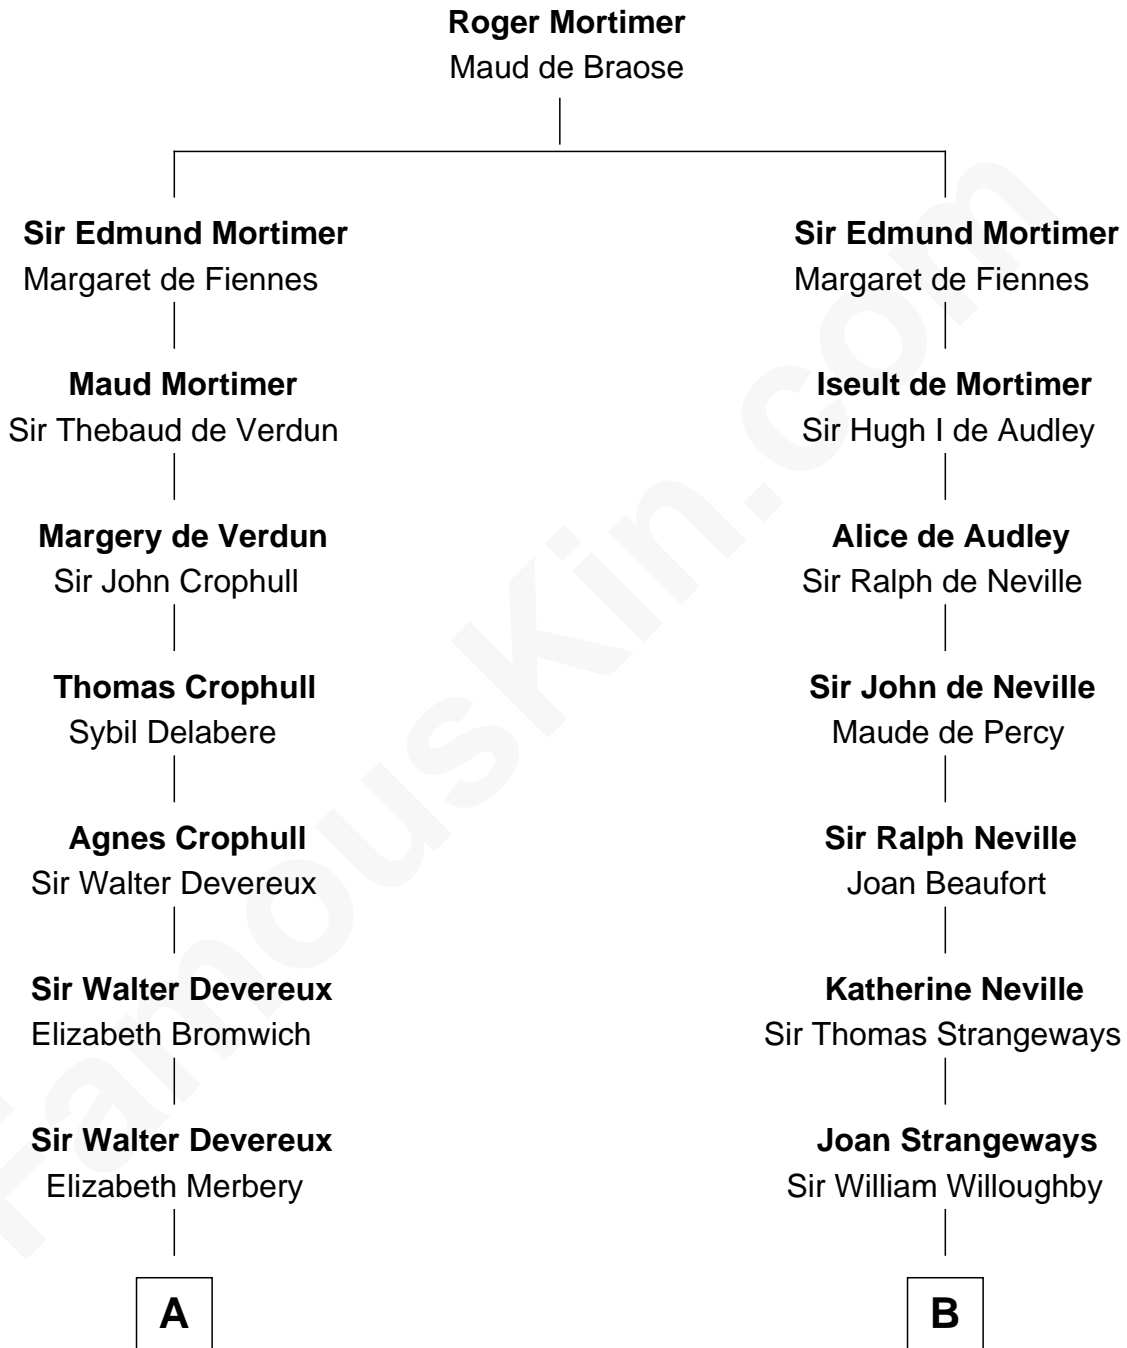 Roger Mortimer
Maud de Braose
Sir Edmund Mortimer
Margaret de Fiennes
Maud Mortimer
Sir Thebaud de Verdun
Margery de Verdun
Sir John Crophull
Thomas Crophull
Sybil Delabere
Agnes Crophull
Sir Walter Devereux
Sir Walter Devereux
Elizabeth Bromwich
Sir Walter Devereux
Elizabeth Merbery
A
Sir Edmund Mortimer
Margaret de Fiennes
Iseult de Mortimer
Sir Hugh I de Audley
Alice de Audley
Sir Ralph de Neville
Sir John de Neville
Maude de Percy
Sir Ralph Neville
Joan Beaufort
Katherine Neville
Sir Thomas Strangeways
Joan Strangeways
Sir William Willoughby
B
FamousKin.com